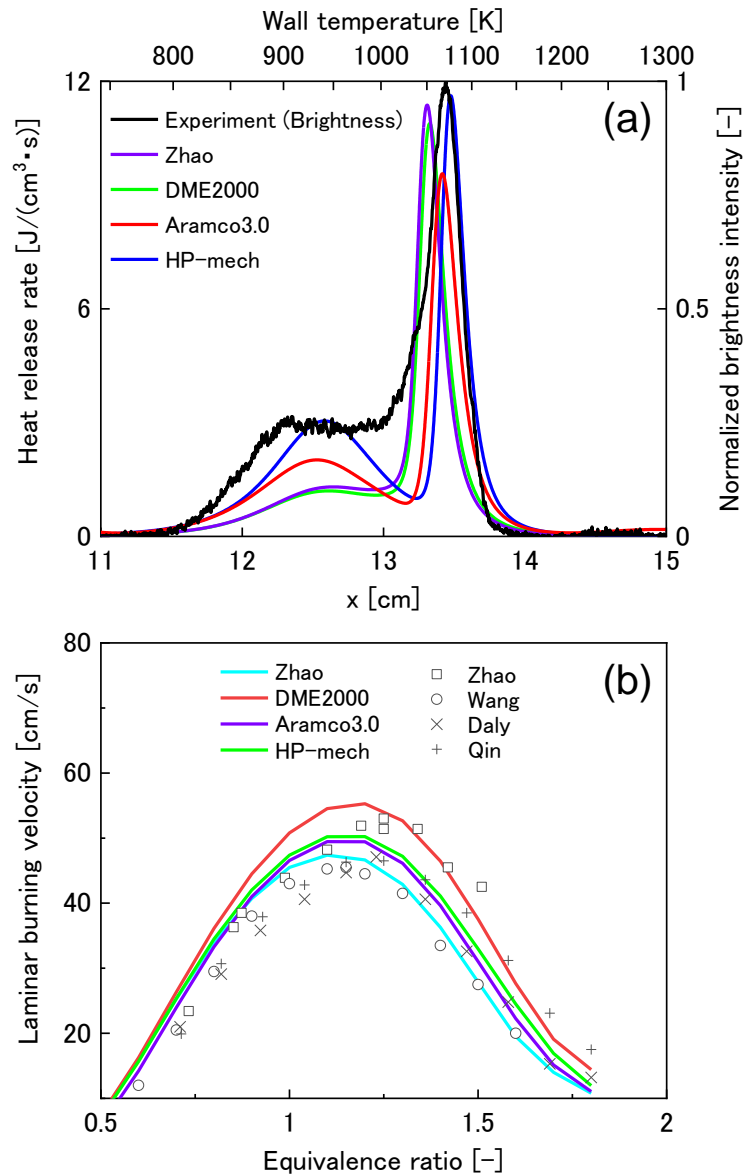 Wall temperature [K]
800 900 1000 1100 1200 1300
12 1
(a)
Experiment (Brightness)
Zhao
DME2000
Aramco3.0
HP-mech
Heat release rate [J/(cm³・s)]
Normalized brightness intensity [-]
6 0.5
0 0
11 12 13 14 15
x [cm]
80
(b)
Zhao Zhao
DME2000 Wang
Aramco3.0 Daly
HP-mech Qin
Laminar burning velocity [cm/s]
60
40
20
0.5 1 1.5 2
Equivalence ratio [-]